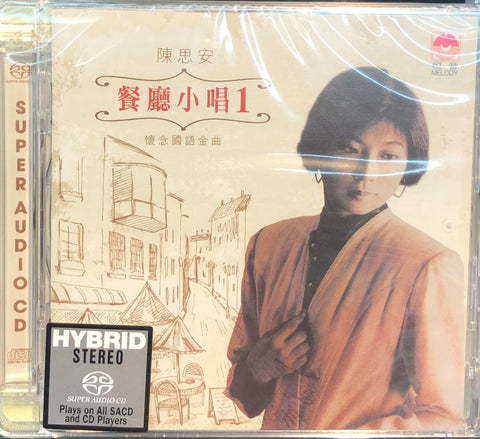 陳思安
餐廳小唱1
懷念國語金曲
MELODY
SUPER AUDIO CD
HYBRID
STEREO
SUPER AUDIO CD
Plays on All SACD
and CD Players